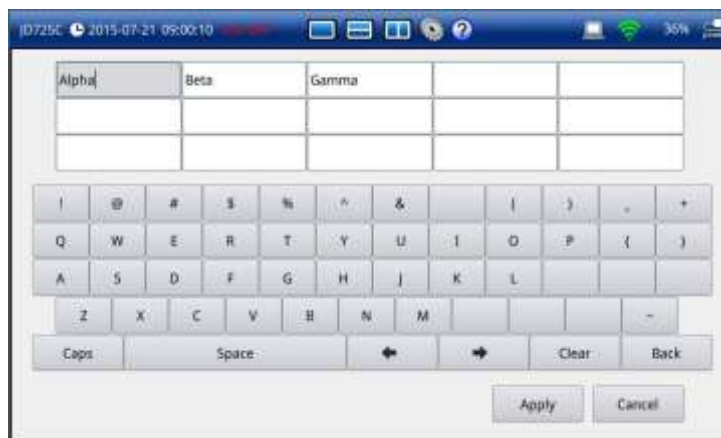 JD725C 2015-07-21 09:00:10 36%
Alpha Beta Gamma
! @ # $ % ^ & ( ) _ +
Q W E R T Y U I O P { }
A S D F G H J K L
Z X C V B N M ~
Caps Space Clear Back
Apply Cancel